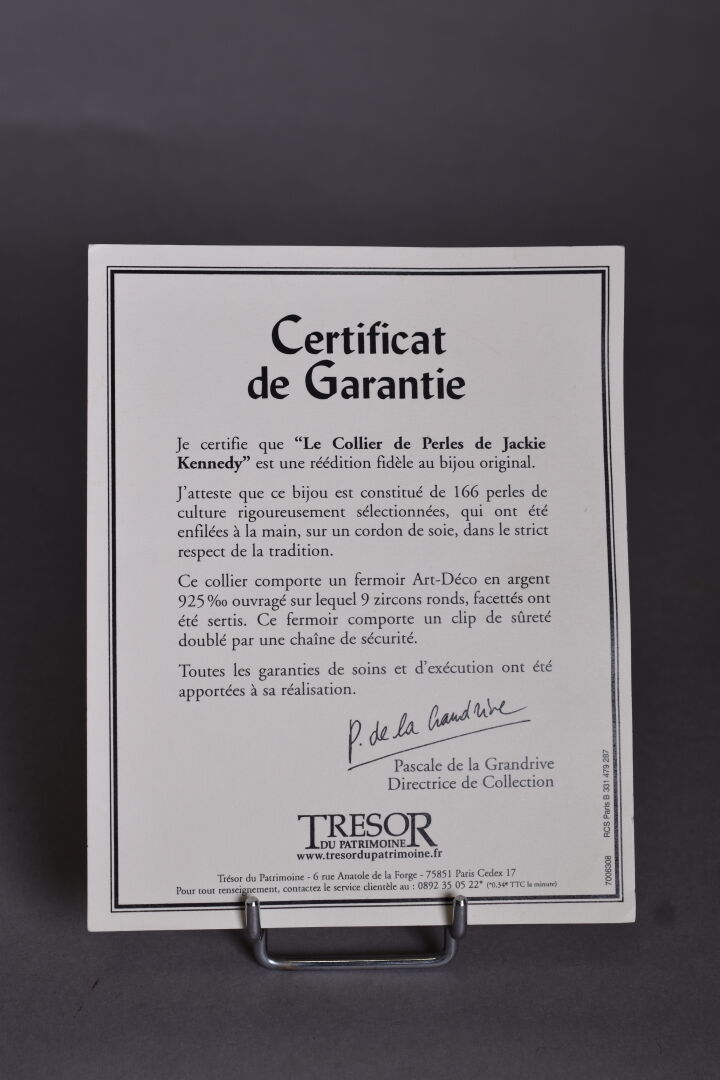 Certificat
de Garantie
Je certifie que “Le Collier de Perles de Jackie
Kennedy” est une réédition fidèle au bijou original.
J’atteste que ce bijou est constitué de 166 perles de
culture rigoureusement sélectionnées, qui ont été
enfilées à la main, sur un cordon de soie, dans le strict
respect de la tradition.
Ce collier comporte un fermoir Art-Déco en argent
925‰ ouvragé sur lequel 9 zircons ronds, facettés ont
été sertis. Ce fermoir comporte un clip de sûreté
doublé par une chaîne de sécurité.
Toutes les garanties de soins et d’exécution ont été
apportées à sa réalisation.
P. de la Grandrive
Pascale de la Grandrive
Directrice de Collection
TRESOR
DU PATRIMOINE
www.tresordupatrimoine.fr
Trésor du Patrimoine - 6 rue Anatole de la Forge - 75851 Paris Cedex 17
Pour tout renseignement, contactez le service clientèle au : 0892 35 05 22* (*0.34€ TTC la minute)
7006308
RCS Paris B 331 479 287